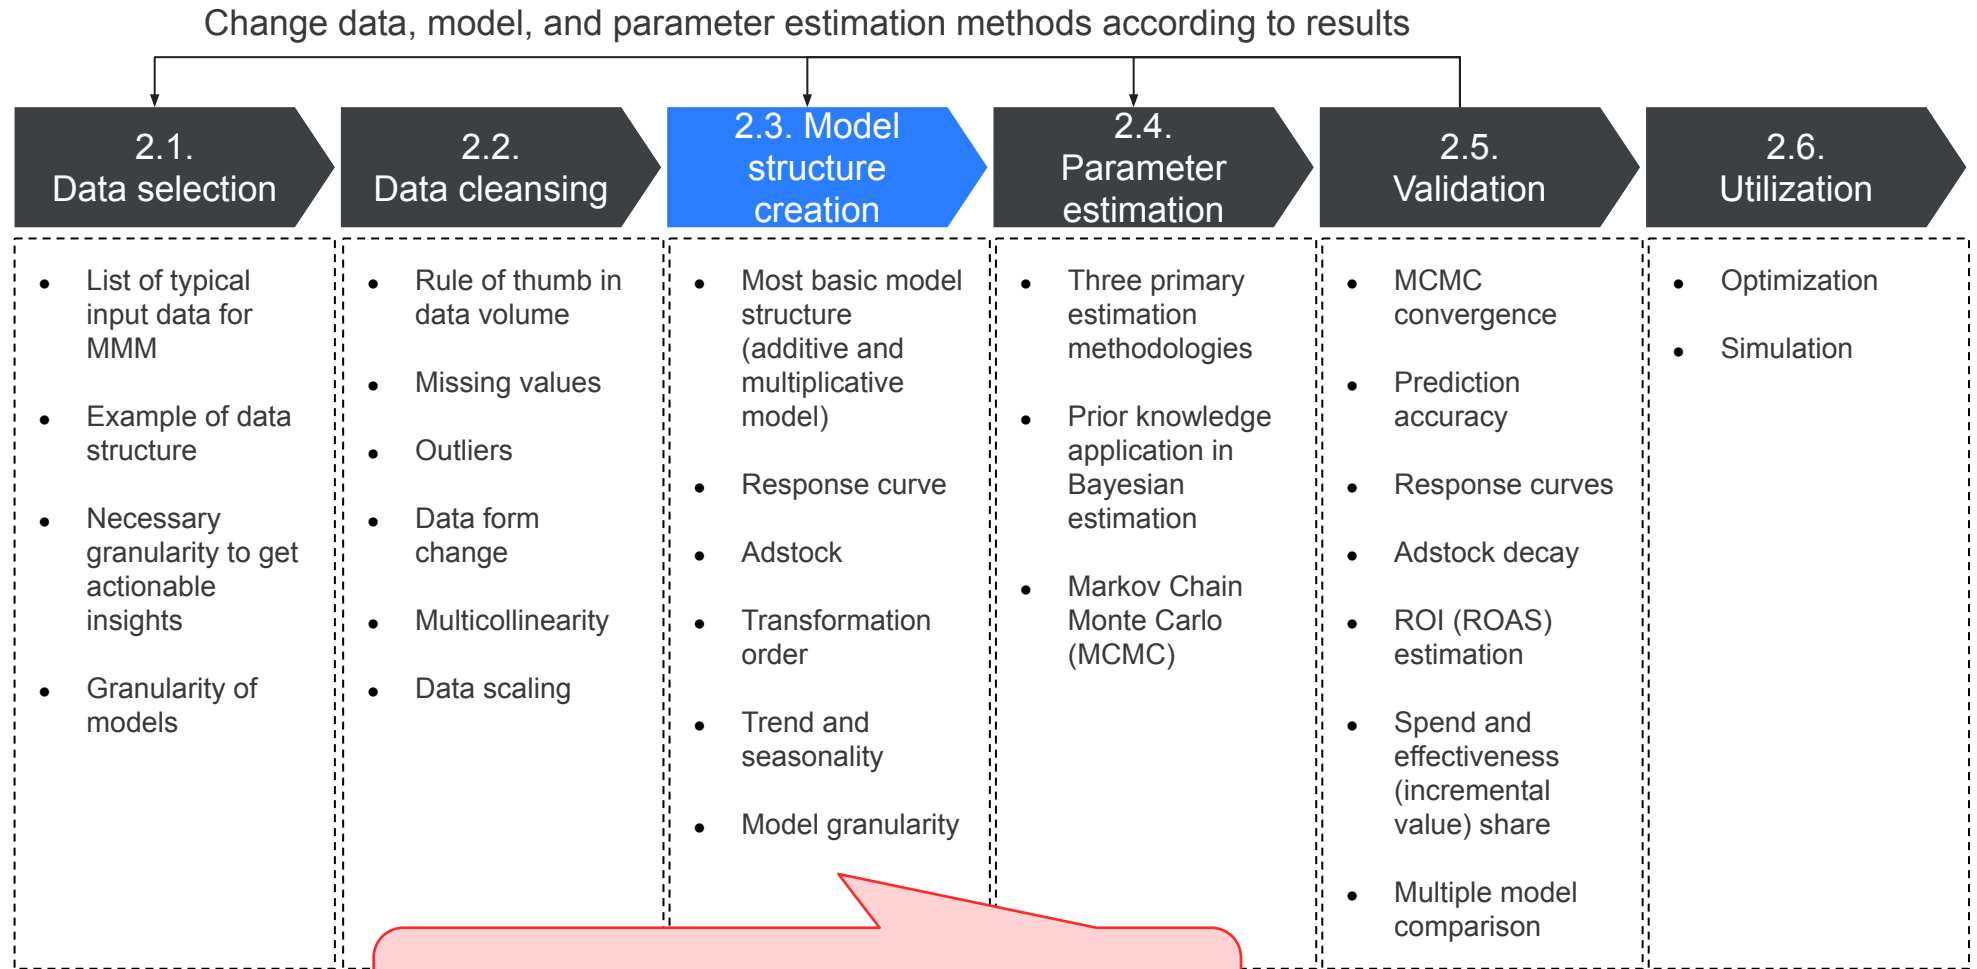 Change data, model, and parameter estimation methods according to results
2.1.
Data selection
2.2.
Data cleansing
2.3. Model
structure
creation
2.4.
Parameter
estimation
2.5.
Validation
2.6.
Utilization
List of typical
input data for
MMM
Example of data
structure
Necessary
granularity to get
actionable
insights
Granularity of
models
Rule of thumb in
data volume
Missing values
Outliers
Data form
change
Multicollinearity
Data scaling
Most basic model
structure
(additive and
multiplicative
model)
Response curve
Adstock
Transformation
order
Trend and
seasonality
Model granularity
Three primary
estimation
methodologies
Prior knowledge
application in
Bayesian
estimation
Markov Chain
Monte Carlo
(MCMC)
MCMC
convergence
Prediction
accuracy
Response curves
Adstock decay
ROI (ROAS)
estimation
Spend and
effectiveness
(incremental
value) share
Multiple model
comparison
Optimization
Simulation